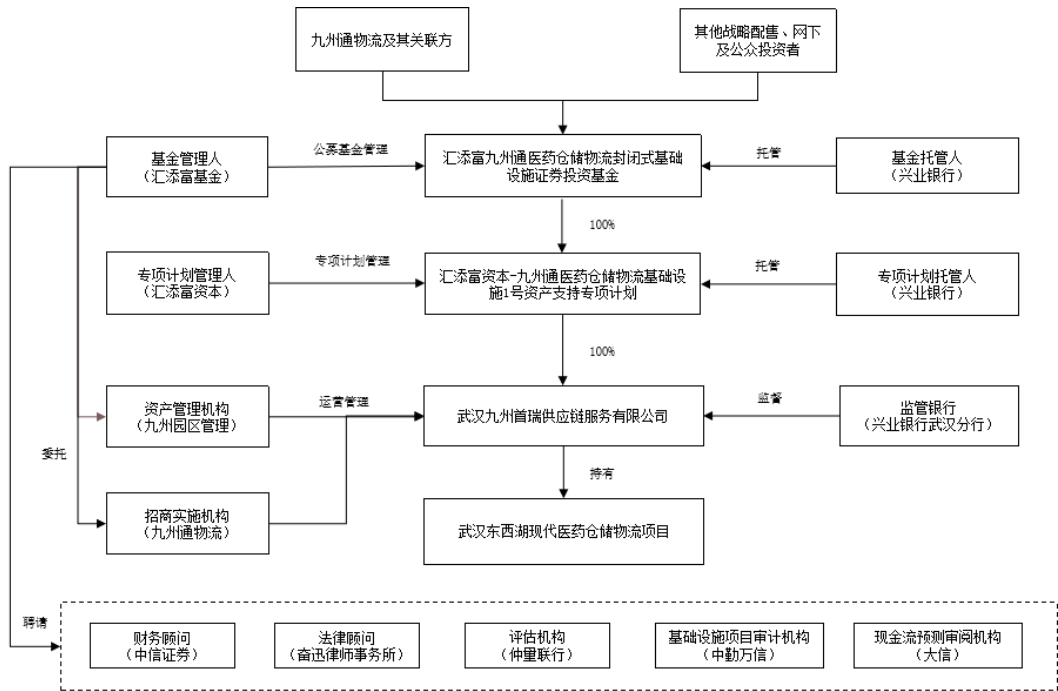 九州通物流及其关联方
其他战略配售、网下
及公众投资者
基金管理人
（汇添富基金）
公募基金管理
汇添富九州通医药仓储物流封闭式基础
设施证券投资基金
托管
基金托管人
（兴业银行）
100%
专项计划管理人
（汇添富资本）
专项计划管理
汇添富资本-九州通医药仓储物流基础设
施1号资产支持专项计划
托管
专项计划托管人
（兴业银行）
100%
资产管理机构
（九州园区管理）
运营管理
武汉九州首瑞供应链服务有限公司
监督
监管银行
（兴业银行武汉分行）
委托
持有
招商实施机构
（九州通物流）
武汉东西湖现代医药仓储物流项目
聘请
财务顾问
（中信证券）
法律顾问
（奋迅律师事务所）
评估机构
（仲量联行）
基础设施项目审计机构
（中勤万信）
现金流预测审阅机构
（大信）